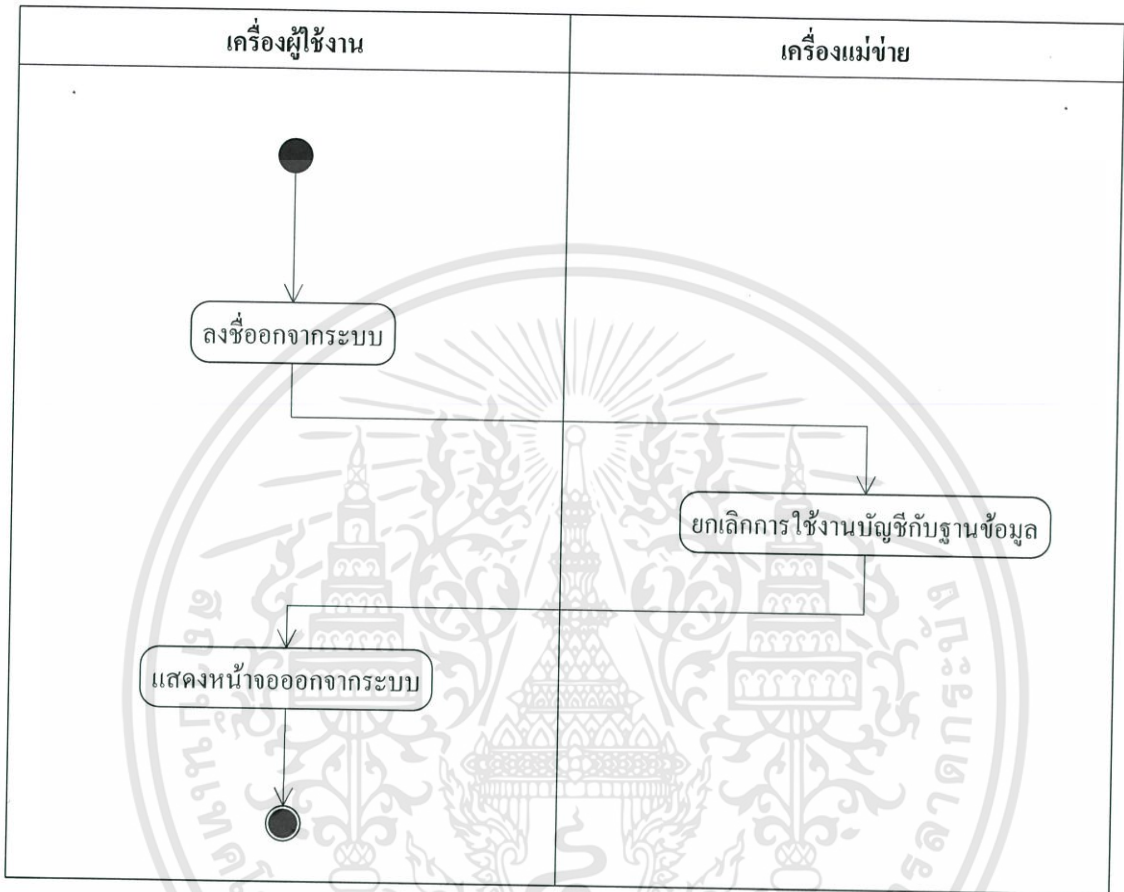 เครื่องผู้ใช้งาน
เครื่องแม่ข่าย
ลงชื่อออกจากระบบ
ยกเลิกการใช้งานบัญชีกับฐานข้อมูล
แสดงหน้าจอออกจากระบบ